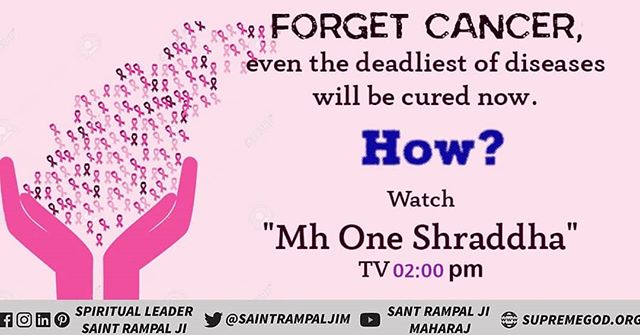 FORGET CANCER,
even the deadliest of diseases
will be cured now.
How?
Watch
"Mh One Shraddha"
TV 02:00 pm
SPIRITUAL LEADER
SAINT RAMPAL JI
@SAINTRAMPALJIM
SANT RAMPAL JI
MAHARAJ
SUPREMEGOD.ORG